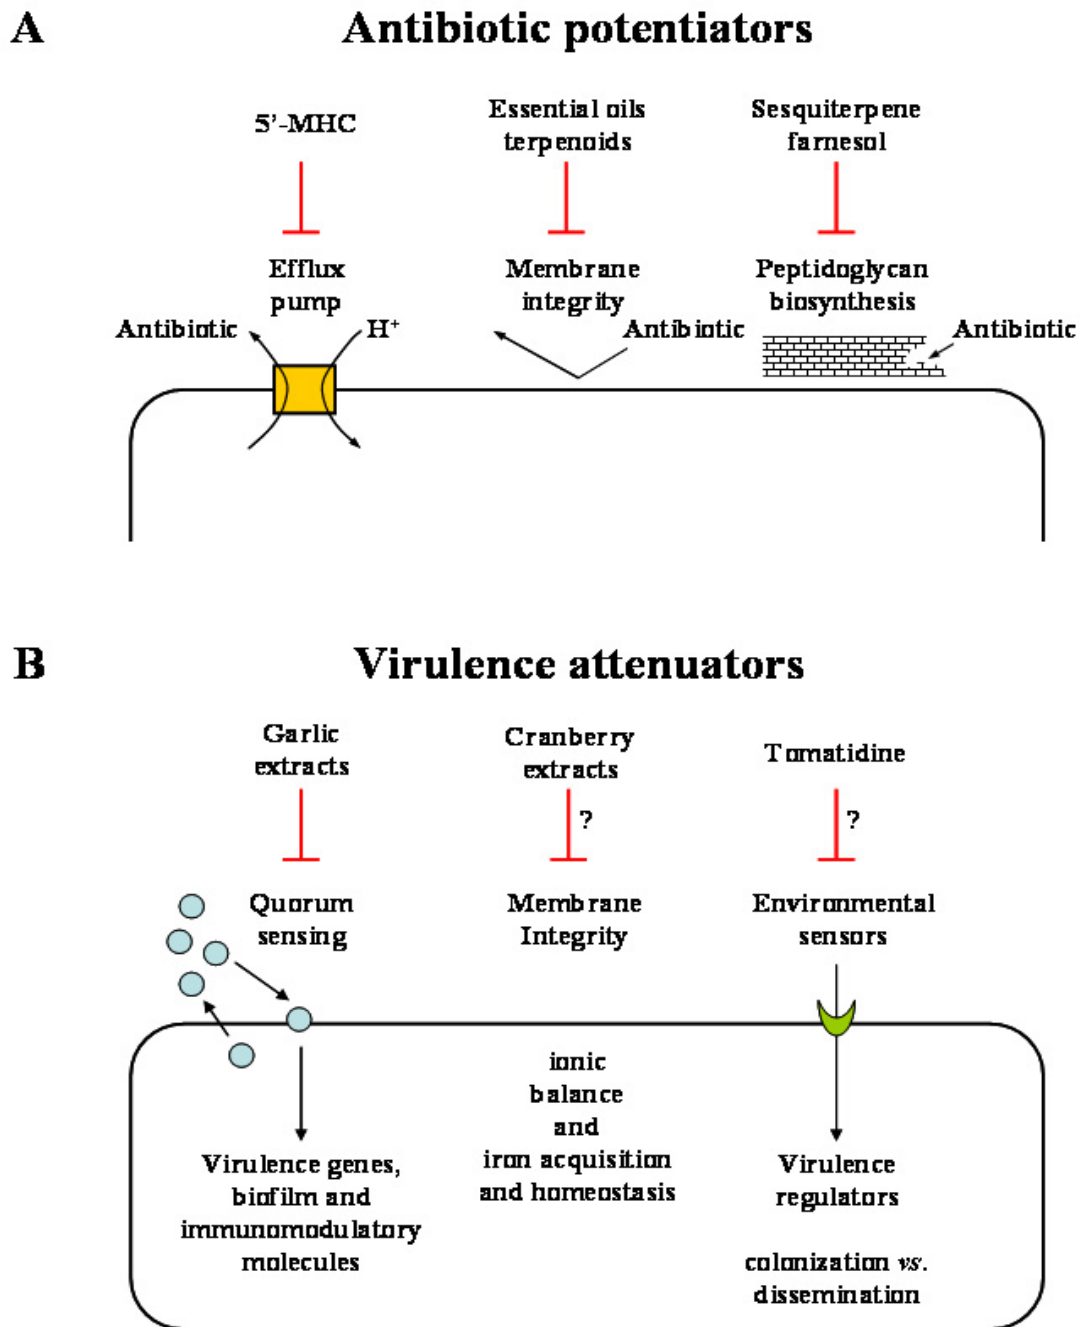 A
Antibiotic potentiators
5’-MHC
Essential oils
terpenoids
Sesquiterpene
farnesol
Efflux
pump
Membrane
integrity
Peptidoglycan
biosynthesis
Antibiotic
H⁺
Antibiotic
Antibiotic
B
Virulence attenuators
Garlic
extracts
Cranberry
extracts
Tomatidine
?
?
Quorum
sensing
Membrane
Integrity
Environmental
sensors
ionic
balance
and
iron acquisition
and homeostasis
Virulence genes,
biofilm and
immunomodulatory
molecules
Virulence
regulators
colonization vs.
dissemination